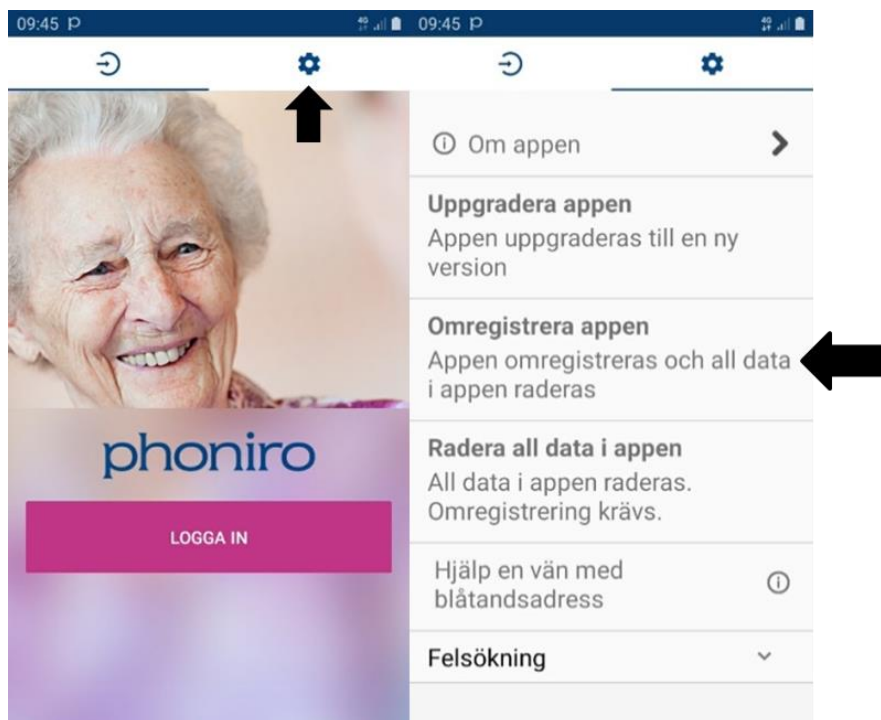 09:45
phoniro
LOGGA IN
09:45
Om appen
Uppgradera appen
Appen uppgraderas till en ny
version
Omregistrera appen
Appen omregistreras och all data
i appen raderas
Radera all data i appen
All data i appen raderas.
Omregistrering krävs.
Hjälp en vän med
blåtandsadress
Felsökning